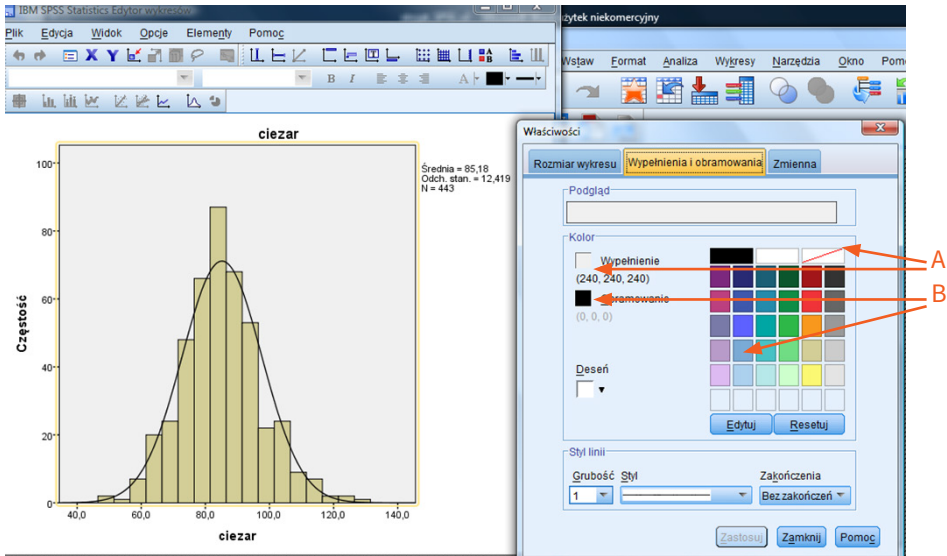 IBM SPSS Statistics Edytor wykresów
Plik Edycja Widok Opcje Elementy Pomoc
B I
A
ciezar
100
80
60
40
20
0
Częstość
40,0 60,0 80,0 100,0 120,0 140,0
ciezar
Średnia = 85,18
Odch. stan. = 12,419
N = 443
użytek niekomercyjny
Wstaw Format Analiza Wykresy Narzędzia Okno Pomo
Właściwości
Rozmiar wykresu Wypełnienia i obramowania Zmienna
Podgląd
Kolor
Wypełnienie
(240, 240, 240)
Obramowanie
(0, 0, 0)
Deseń
Edytuj Resetuj
Styl linii
Grubość Styl Zakończenia
1 Bez zakończeń
Zastosuj Zamknij Pomoc
A
B